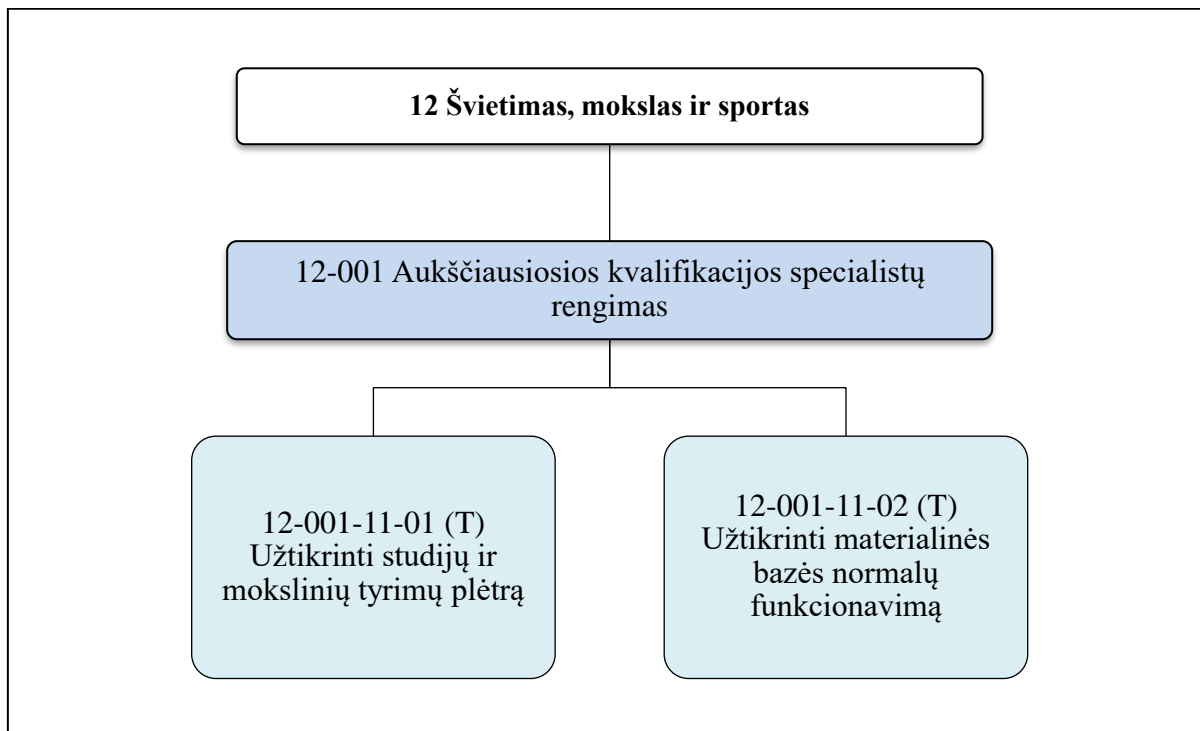 12 Švietimas, mokslas ir sportas
12-001 Aukščiausiosios kvalifikacijos specialistų
rengimas
12-001-11-01 (T)
Užtikrinti studijų ir
mokslinių tyrimų plėtrą
12-001-11-02 (T)
Užtikrinti materialinės
bazės normalų
funkcionavimą